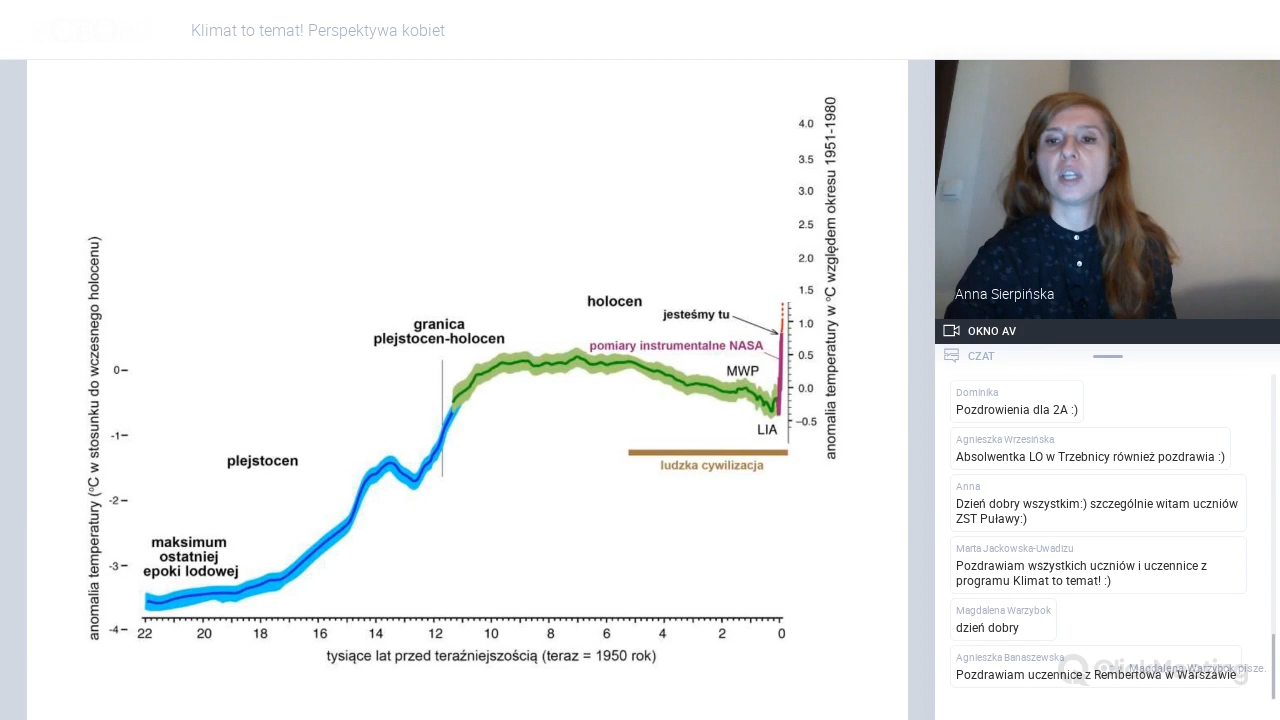 Klimat to temat! Perspektywa kobiet
anomalia temperatury (°C w stosunku do wczesnego holocenu)
0
-1
-2
-3
-4
maksimum
ostatniej
epoki lodowej
plejstocen
granica
plejstocen-holocen
holocen
jesteśmy tu
pomiary instrumentalne NASA
MWP
LIA
ludzka cywilizacja
4.0
3.5
3.0
2.5
2.0
1.5
1.0
0.5
0.0
-0.5
anomalia temperatury w °C względem okresu 1951-1980
22 20 18 16 14 12 10 8 6 4 2 0
tysiące lat przed teraźniejszością (teraz = 1950 rok)
Anna Sierpińska
OKNO AV
CZAT
Dominika
Pozdrowienia dla 2A :)
Agnieszka Wrzesińska
Absolwentka LO w Trzebnicy również pozdrawia :)
Anna
Dzień dobry wszystkim:) szczególnie witam uczniów
ZST Puławy:)
Marta Jackowska-Uwadizu
Pozdrawiam wszystkich uczniów i uczennice z
programu Klimat to temat! :)
Magdalena Warzybok
dzień dobry
Agnieszka Banaszewska
Magdalena Warzybok pisze.
Pozdrawiam uczennice z Rembertowa w Warszawie
ClickMeeting